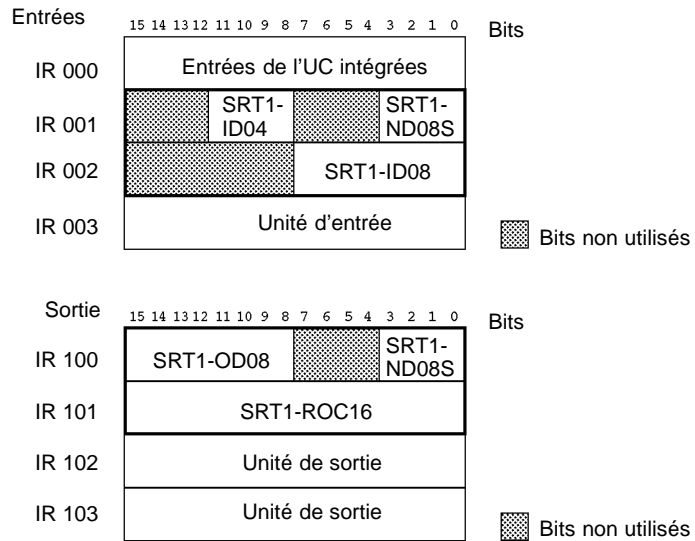 Entrées
15 14 13 12 11 10 9 8 7 6 5 4 3 2 1 0 Bits
IR 000 Entrées de l'UC intégrées
IR 001 SRT1-ID04 SRT1-ND08S
IR 002 SRT1-ID08
IR 003 Unité d'entrée
Bits non utilisés
Sortie
15 14 13 12 11 10 9 8 7 6 5 4 3 2 1 0 Bits
IR 100 SRT1-OD08 SRT1-ND08S
IR 101 SRT1-ROC16
IR 102 Unité de sortie
IR 103 Unité de sortie
Bits non utilisés